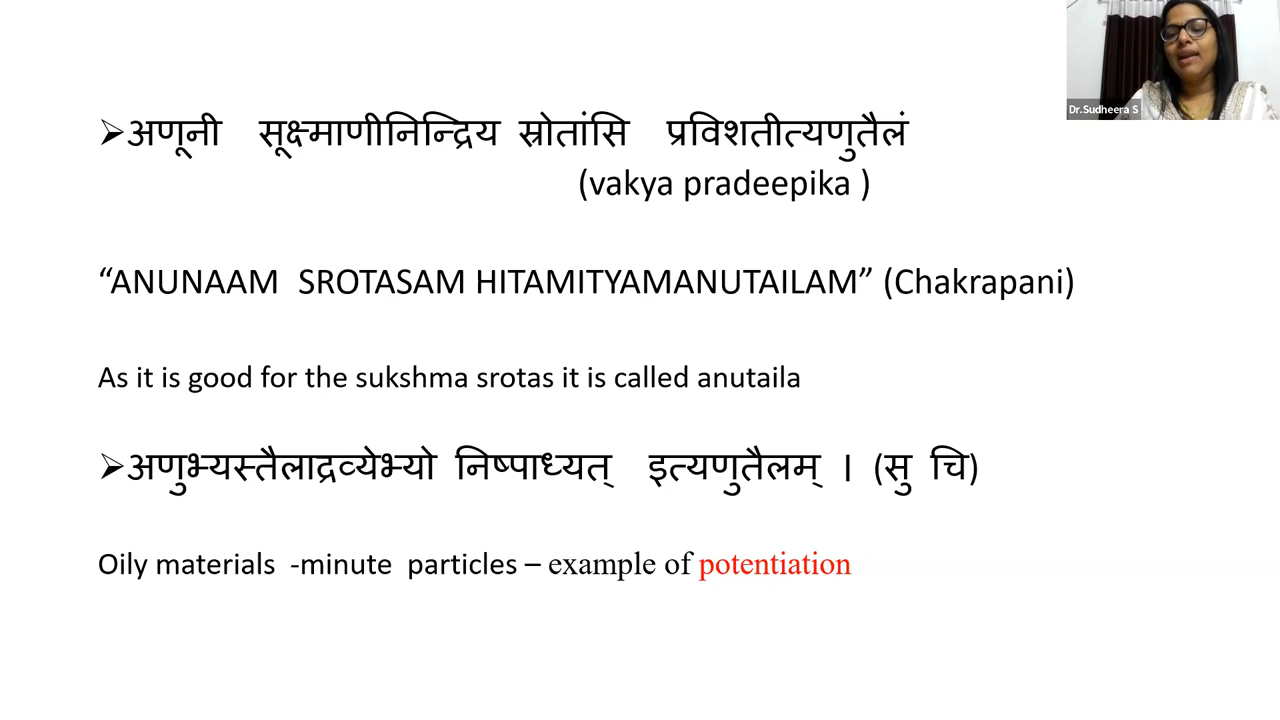 Dr.Sudheera S
➢अणूनी सूक्ष्माणीनिन्द्रिय स्रोतांसि प्रविशतीत्यणुतैलं
(vakya pradeepika )
“ANUNAAM SROTASAM HITAMITYAMANUTAILAM” (Chakrapani)
As it is good for the sukshma srotas it is called anutaila
➢अणुभ्यस्तैलाद्रव्येभ्यो निष्पाध्यत् इत्यणुतैलम् । (सु चि)
Oily materials -minute particles – example of potentiation